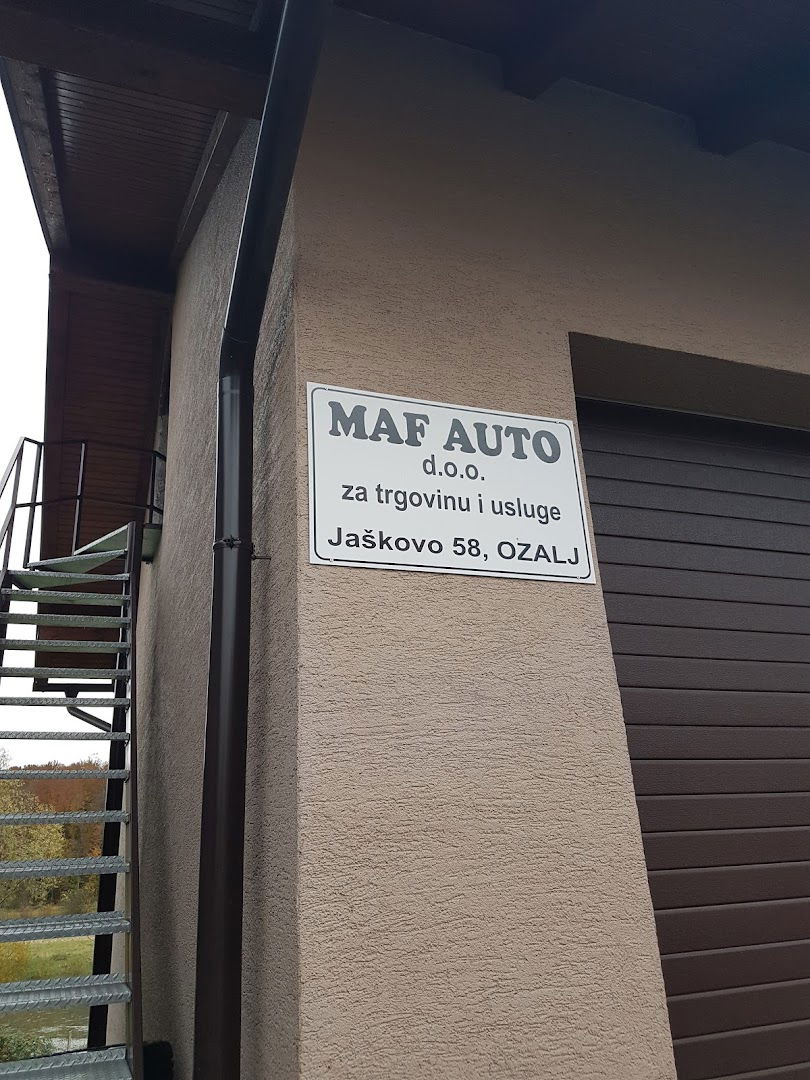 MAF AUTO
d.o.o.
za trgovinu i usluge
Jaškovo 58, OZALJ